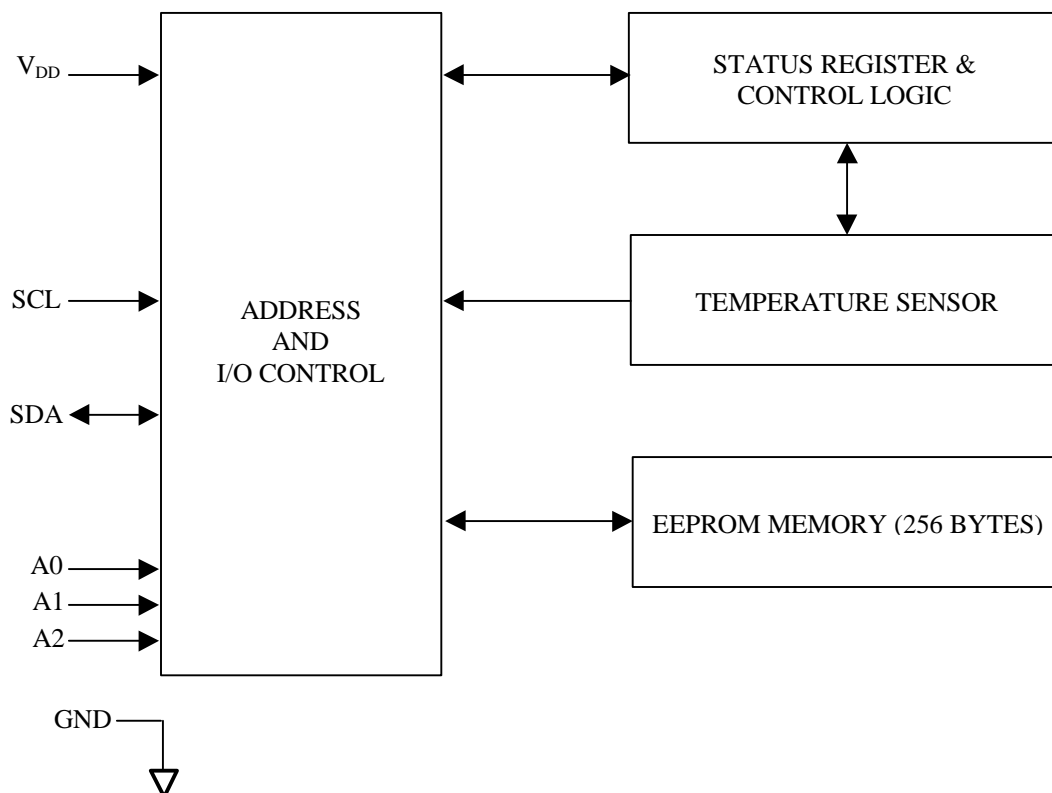 V_DD
SCL
SDA
A0
A1
A2
GND
ADDRESS
AND
I/O CONTROL
STATUS REGISTER &
CONTROL LOGIC
TEMPERATURE SENSOR
EEPROM MEMORY (256 BYTES)